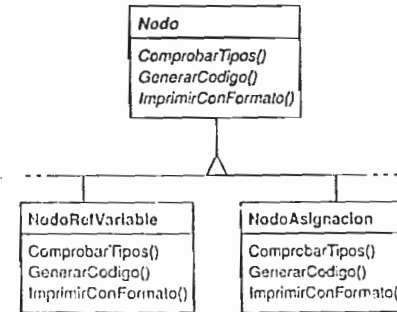 Nodo
ComprobarTipos()
GenerarCodigo()
ImprimirConFormato()
NodoRefVariable
ComprobarTipos()
GenerarCodigo()
ImprimirConFormato()
NodoAsignacion
ComprobarTipos()
GenerarCodigo()
ImprimirConFormato(